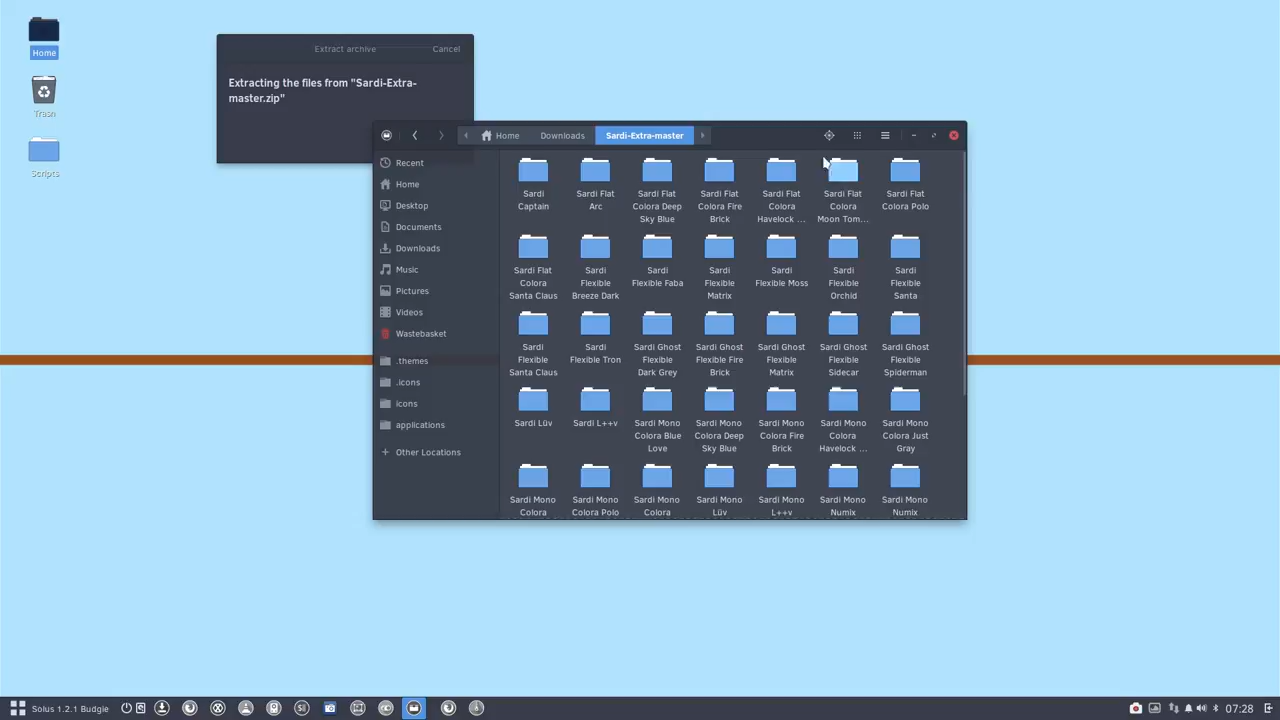 Home
Trash
Scripts
Extract archive
Cancel
Extracting the files from "Sardi-Extra-
master.zip"
Home
Downloads
Sardi-Extra-master
Recent
Home
Desktop
Documents
Downloads
Music
Pictures
Videos
Wastebasket
.themes
.icons
icons
applications
Other Locations
Sardi
Captain
Sardi Flat
Arc
Sardi Flat
Colora Deep
Sky Blue
Sardi Flat
Colora Fire
Brick
Sardi Flat
Colora
Havelock ...
Sardi Flat
Colora
Moon Tom...
Sardi Flat
Colora Polo
Sardi Flat
Colora
Santa Claus
Sardi
Flexible
Breeze Dark
Sardi
Flexible Faba
Sardi
Flexible
Matrix
Sardi
Flexible Moss
Sardi
Flexible
Orchid
Sardi
Flexible
Santa
Sardi
Flexible
Santa Claus
Sardi
Flexible Tron
Sardi Ghost
Flexible
Dark Grey
Sardi Ghost
Flexible Fire
Brick
Sardi Ghost
Flexible
Matrix
Sardi Ghost
Flexible
Sidecar
Sardi Ghost
Flexible
Spiderman
Sardi Lüv
Sardi L++v
Sardi Mono
Colora Blue
Love
Sardi Mono
Colora Deep
Sky Blue
Sardi Mono
Colora Fire
Brick
Sardi Mono
Colora
Havelock ...
Sardi Mono
Colora Just
Gray
Sardi Mono
Colora
Sardi Mono
Colora Polo
Sardi Mono
Colora
Sardi Mono
Lüv
Sardi Mono
L++v
Sardi Mono
Numix
Sardi Mono
Numix
Solus 1.2.1 Budgie
07:28